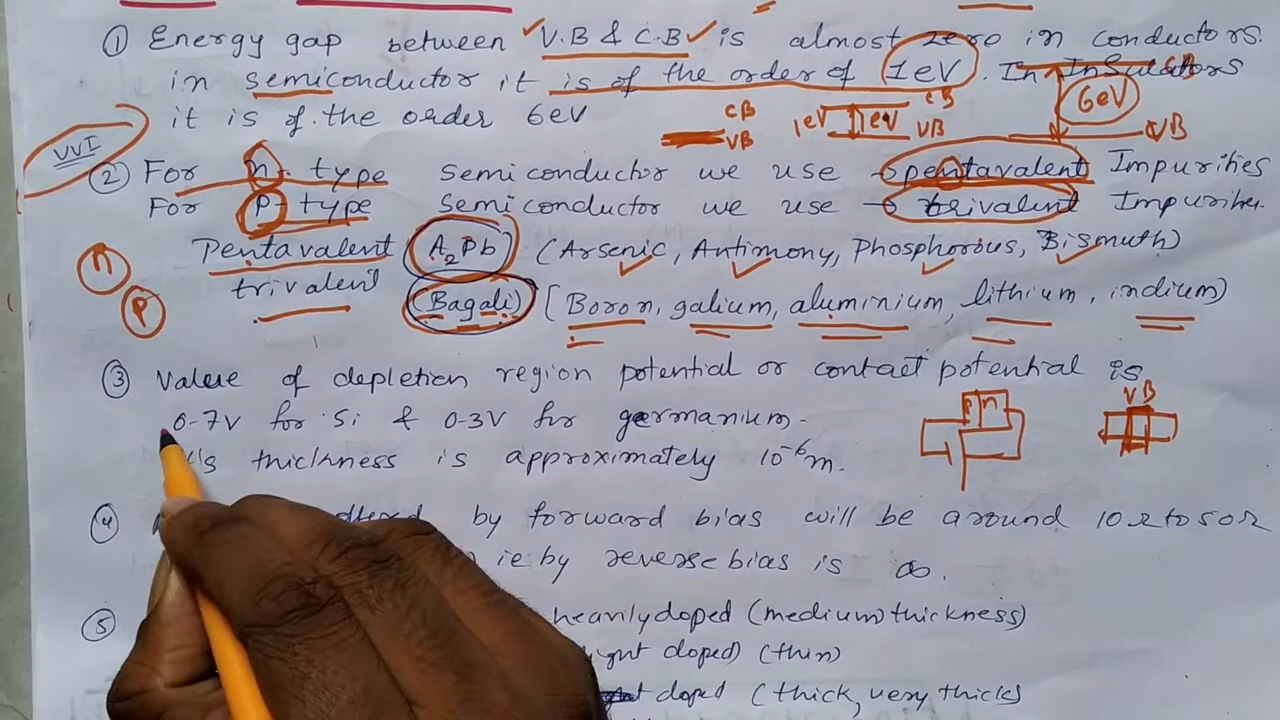 ① Energy gap between V.B & C.B is almost zero in conductors.
in semiconductor it is of the order of 1eV. In Insulators
CB
it is of the order 6eV
CB
VB
1eV
1eV
CB
VB
6eV
VB
VVI
② For n-type semiconductor we use → pentavalent Impurities
For P-type semiconductor we use → trivalent
Pentavalent (A2Pb) (Arsenic, Antimony, Phosphorous, Bismuth)
n
trivalent (Bagali) [Boron, galium, aluminium, lithium, indium)
P
③ Value of depletion region potential or contact potential is
0-7V for Si & 0.3V for germanium.
P n
V B
thickness is approximately 10-6m.
④ by forward bias will be around 10Ω to 50Ω
ie by reverse bias is ∞.
⑤ heavily doped (medium) thickness)
doped) (thin)
doped (thick, very thick)